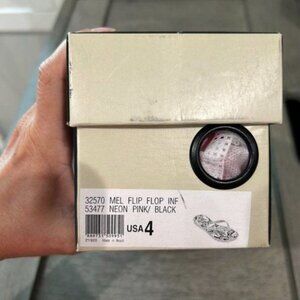 32570 MEL FLIP FLOP INF
53477 NEON PINK/ BLACK
USA 4